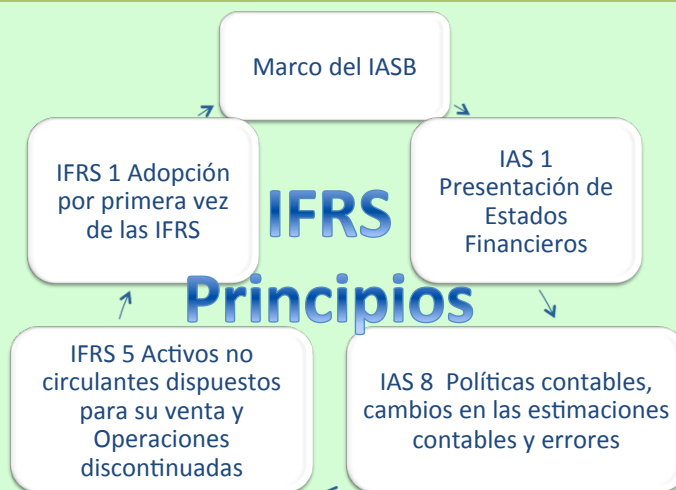 Marco del IASB
IFRS 1 Adopción
por primera vez
de las IFRS
IAS 1
Presentación de
Estados
Financieros
IFRS
Principios
IFRS 5 Activos no
circulantes dispuestos
para su venta y
Operaciones
discontinuadas
IAS 8 Políticas contables,
cambios en las estimaciones
contables y errores